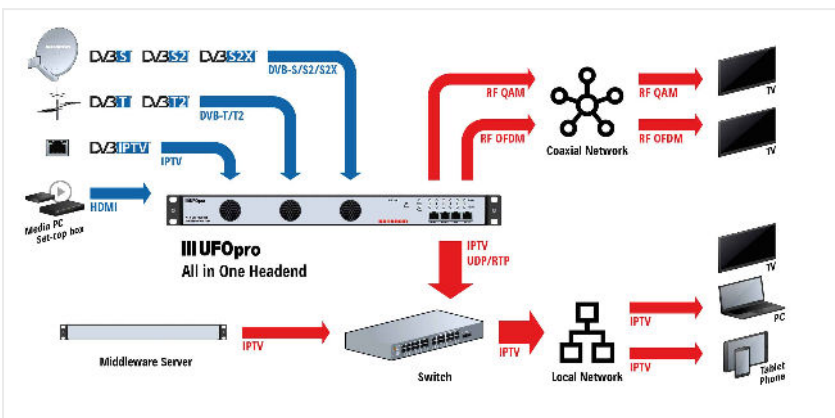 DVB S DVB S2 DVB S2X
DVB-S/S2/S2X
DVB T DVB T2
DVB-T/T2
DVB IPTV
IPTV
HDMI
Media PC
Set-top box
RF QAM
RF OFDM
Coaxial Network
RF QAM
RF OFDM
TV
TV
UFOpro
III UFOpro
All in One Headend
IPTV
UDP/RTP
Middleware Server
IPTV
Switch
IPTV
Local Network
IPTV
IPTV
TV
PC
Tablet
Phone